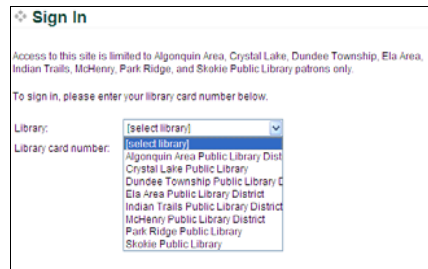 Sign In
Access to this site is limited to Algonquin Area, Crystal Lake, Dundee Township, Ela Area,
Indian Trails, McHenry, Park Ridge, and Skokie Public Library patrons only.
To sign in, please enter your library card number below.
Library: [select library]
Library card number: [select library]
Algonquin Area Public Library Dist
Crystal Lake Public Library
Dundee Township Public Library D
Ela Area Public Library District
Indian Trails Public Library District
McHenry Public Library District
Park Ridge Public Library
Skokie Public Library